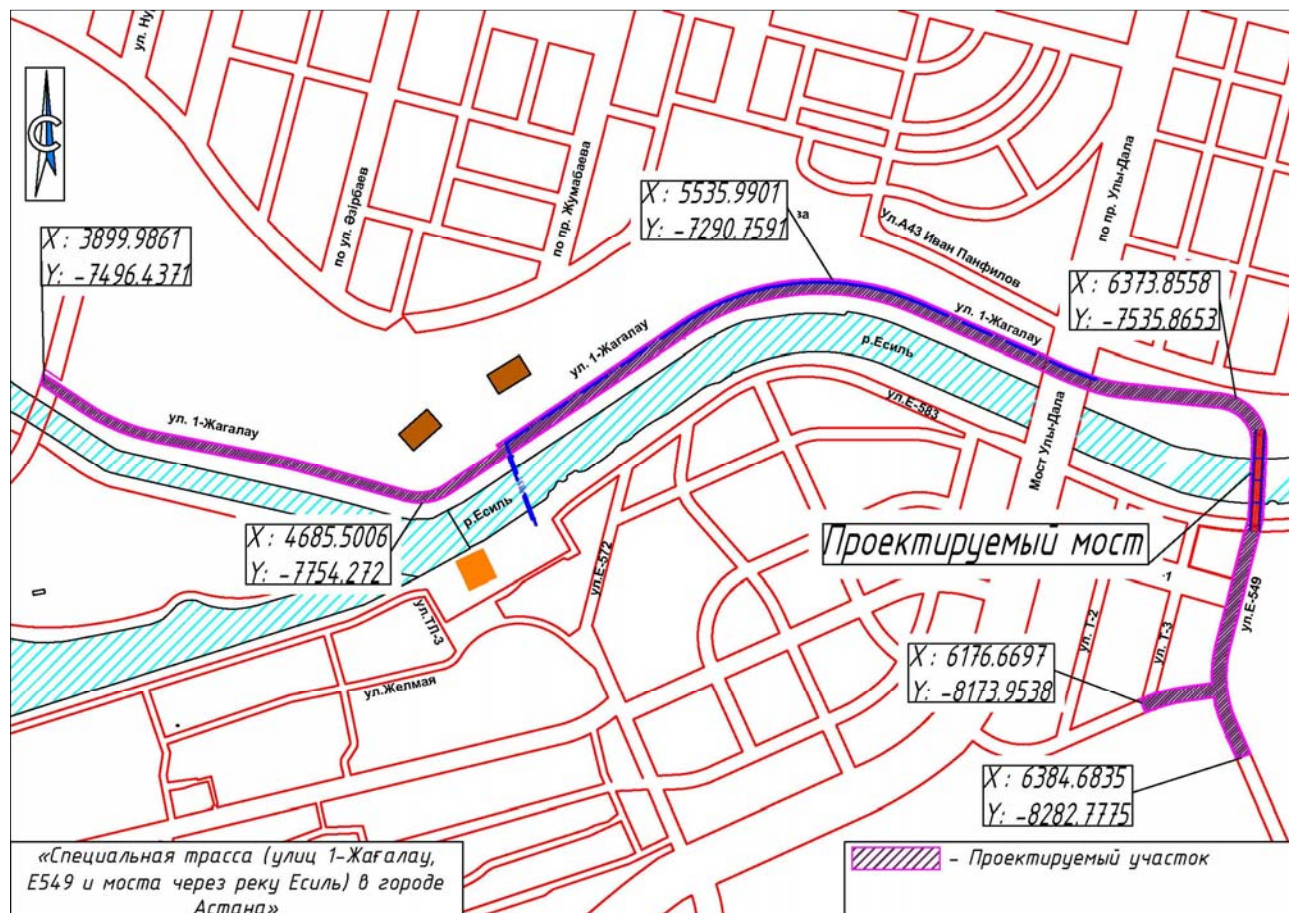 ул. Ну
С
X: 3899.9861
Y: -7496.4371
по ул. Әзірбаев
по пр. Жумабаева
X: 5535.9901
Y: -7290.7591
за
Ул.А43 Иван Панфилов
по пр. Улы-Дала
X: 6373.8558
Y: -7535.8653
ул. 1-Жагалау
ул. 1-Жагалау
ул. 1-Жагалау
р.Есиль
ул.Е-583
Мост Улы-Дала
р.Есиль
X: 4685.5006
Y: -7754.272
Проектируемый мост
ул.Е-572
-1
ул.Е-549
ул.ТЛ-3
ул. Т-2
ул. Т-3
ул.Желмая
X: 6176.6697
Y: -8173.9538
X: 6384.6835
Y: -8282.7775
«Специальная трасса (улиц 1-Жағалау,
Е549 и моста через реку Есиль) в городе
Астана»
- Проектируемый участок